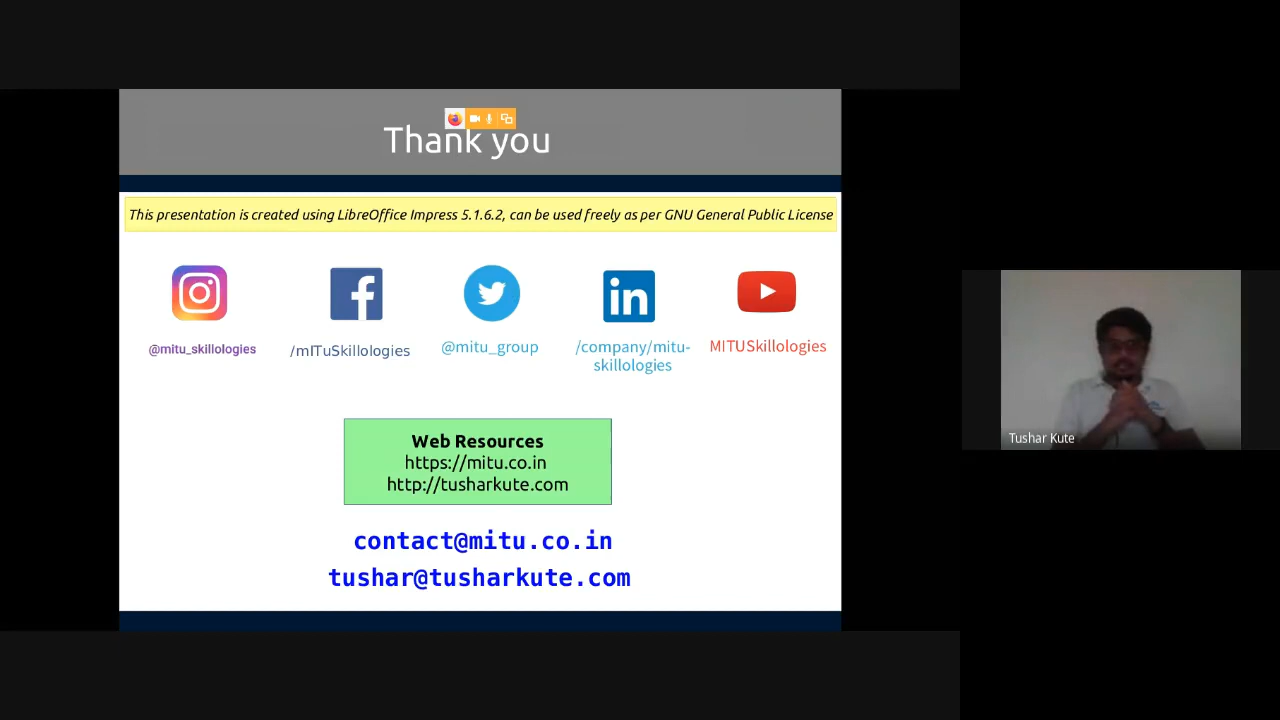 Thank you
This presentation is created using LibreOffice Impress 5.1.6.2, can be used freely as per GNU General Public License
@mitu_skillologies
/mITuSkillologies
@mitu_group
/company/mitu-
skillologies
MITUSkillologies
Web Resources
https://mitu.co.in
http://tusharkute.com
contact@mitu.co.in
tushar@tusharkute.com
Tushar Kute